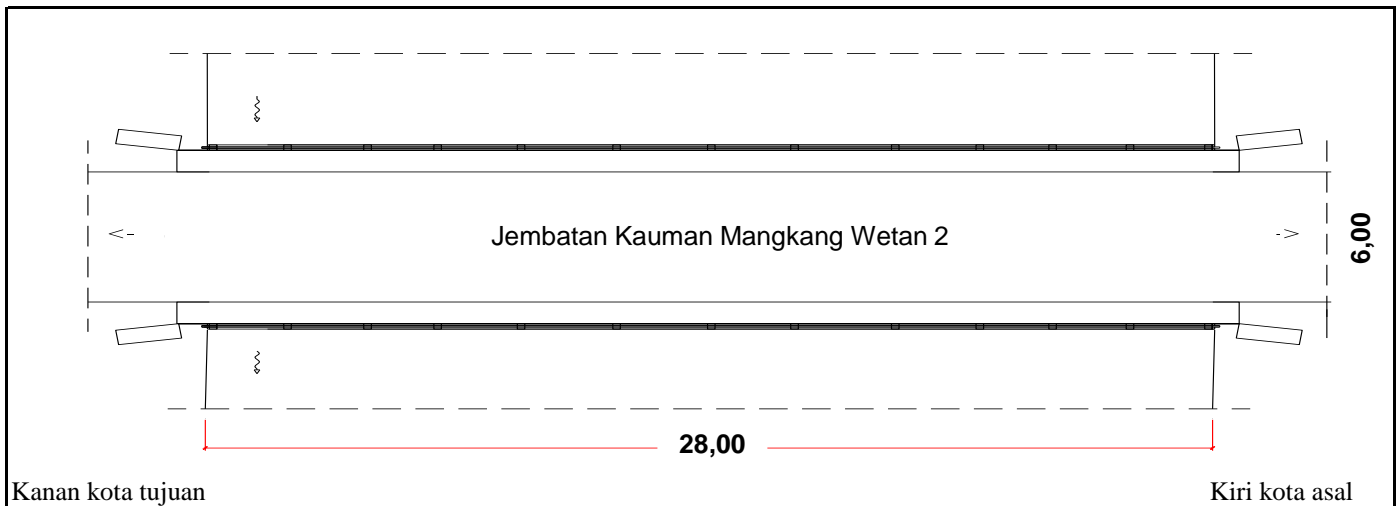 Jembatan Kauman Mangkang Wetan 2
6,00
28,00
Kanan kota tujuan
Kiri kota asal